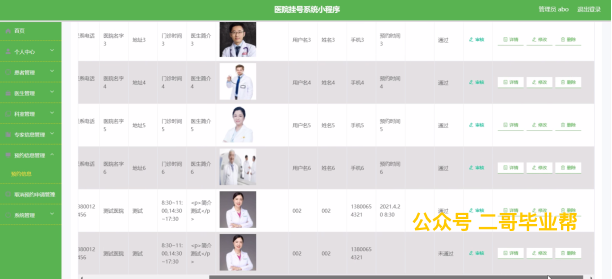 医院挂号系统小程序
管理员 abo 退出登录
首页
个人中心
患者管理
医生管理
科室管理
专家信息管理
预约信息管理
预约信息
取消预约申请管理
系统管理
系电话 医院名字3 地址3 门诊时间3 医生简介3 用户名3 姓名3 手机3 预约时间3 通过 审核 详情 修改 删除
系电话 医院名字4 地址4 门诊时间4 医生简介4 用户名4 姓名4 手机4 预约时间4 通过 审核 详情 修改 删除
系电话 医院名字5 地址5 门诊时间5 医生简介5 用户名5 姓名5 手机5 预约时间5 通过 审核 详情 修改 删除
系电话 医院名字6 地址6 门诊时间6 医生简介6 用户名6 姓名6 手机6 预约时间6 通过 审核 详情 修改 删除
380012456 测试医院 测试 8:30~11:00,14:30~17:30 <p>简介测试</p> 002 002 13800654321 2021.4.20 8:30 通过 审核 详情 修改 删除
公众号 二哥毕业帮
380012456 测试医院 测试 8:30~11:00,14:30~17:30 <p>简介测试</p> 002 002 13800654321 未通过 审核 详情 修改 删除